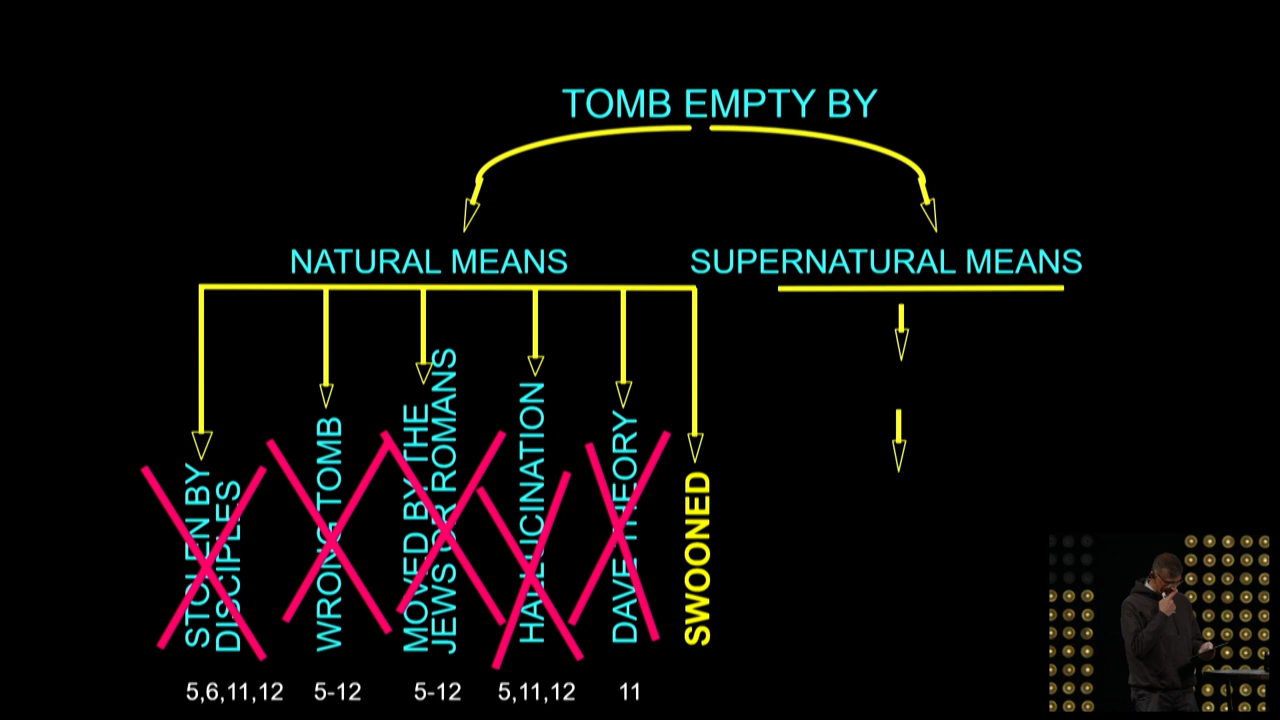 TOMB EMPTY BY
NATURAL MEANS
SUPERNATURAL MEANS
STOLEN BY
DISCIPLES
WRONG TOMB
MOVED BY THE
JEWS OR ROMANS
HALLUCINATION
DAVE THEORY
SWOONED
5,6,11,12
5-12
5-12
5,11,12
11